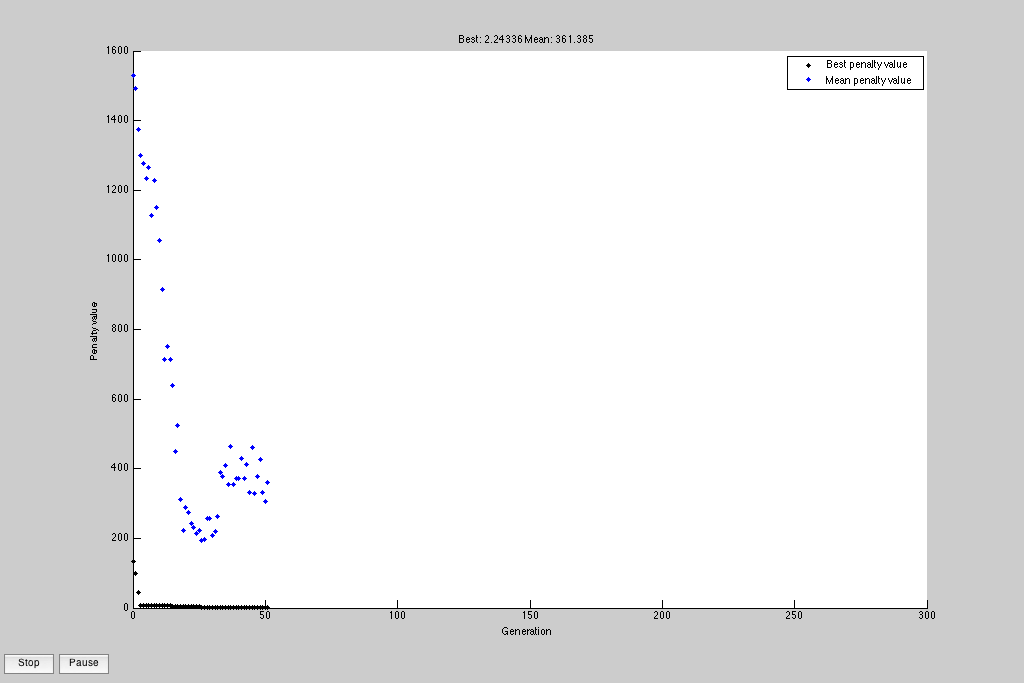 Best: 2.24336 Mean: 361.385
Best penalty value
Mean penalty value
1600
1400
1200
1000
800
600
400
200
0
Penalty value
0 50 100 150 200 250 300
Generation
Stop Pause